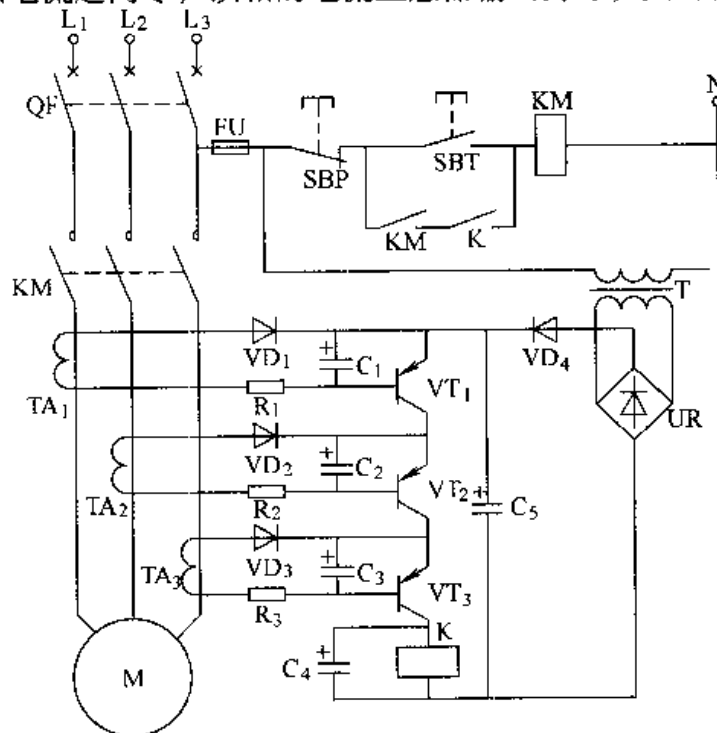 L1 L2 L3
N
QF
FU
KM
SBP
SBT
KM
K
KM
T
VD1
C1
VT1
VD4
TA1
R1
UR
VD2
C2
VT2
C5
TA2
R2
VD3
C3
VT3
TA3
R3
K
C4
M